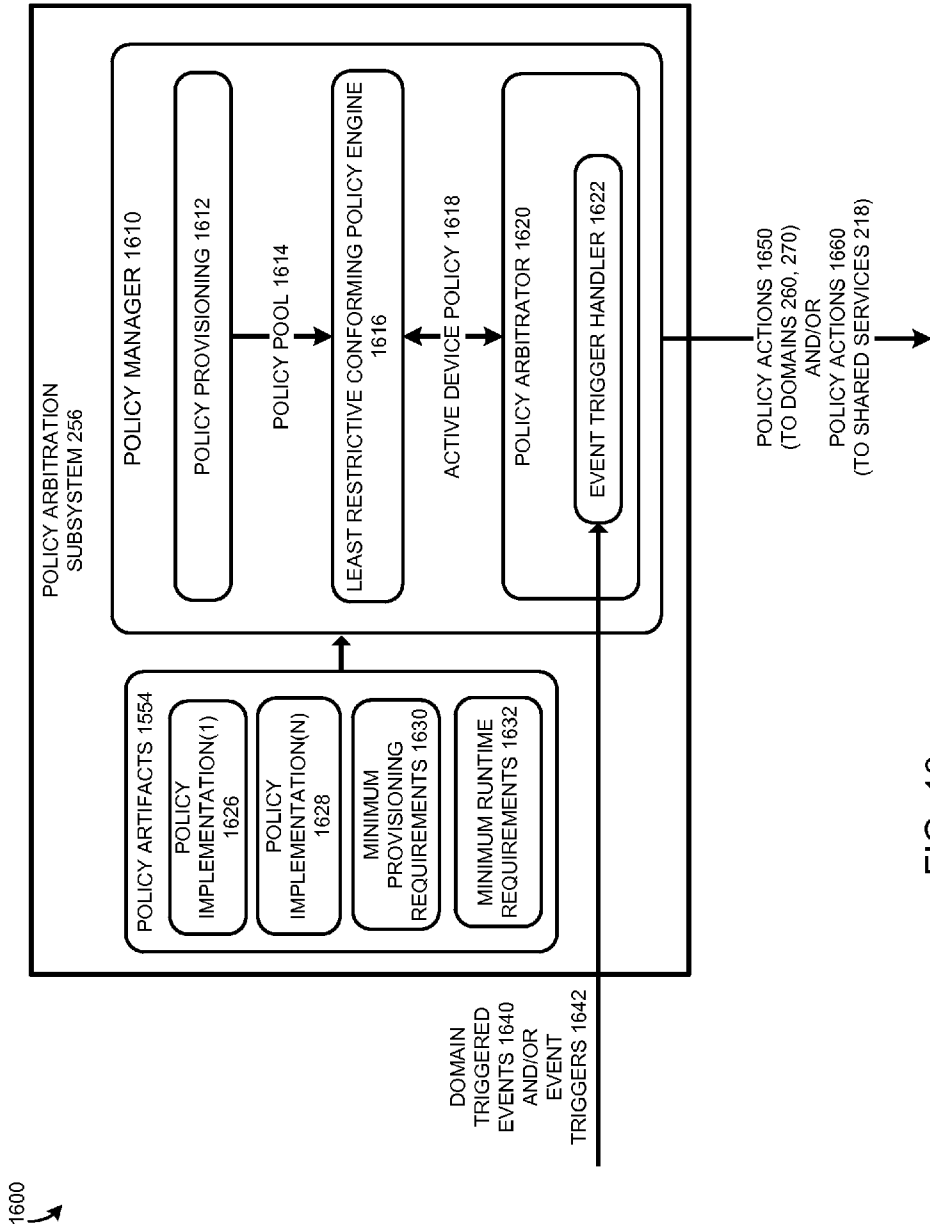 1600
POLICY ARBITRATION
SUBSYSTEM 256
POLICY ARTIFACTS 1554
POLICY
IMPLEMENTATION(1)
1626
POLICY
IMPLEMENTATION(N)
1628
MINIMUM
PROVISIONING
REQUIREMENTS 1630
MINIMUM RUNTIME
REQUIREMENTS 1632
POLICY MANAGER 1610
POLICY PROVISIONING 1612
POLICY POOL 1614
LEAST RESTRICTIVE CONFORMING POLICY ENGINE
1616
ACTIVE DEVICE POLICY 1618
POLICY ARBITRATOR 1620
EVENT TRIGGER HANDLER 1622
DOMAIN
TRIGGERED
EVENTS 1640
AND/OR
EVENT
TRIGGERS 1642
POLICY ACTIONS 1650
(TO DOMAINS 260, 270)
AND/OR
POLICY ACTIONS 1660
(TO SHARED SERVICES 218)